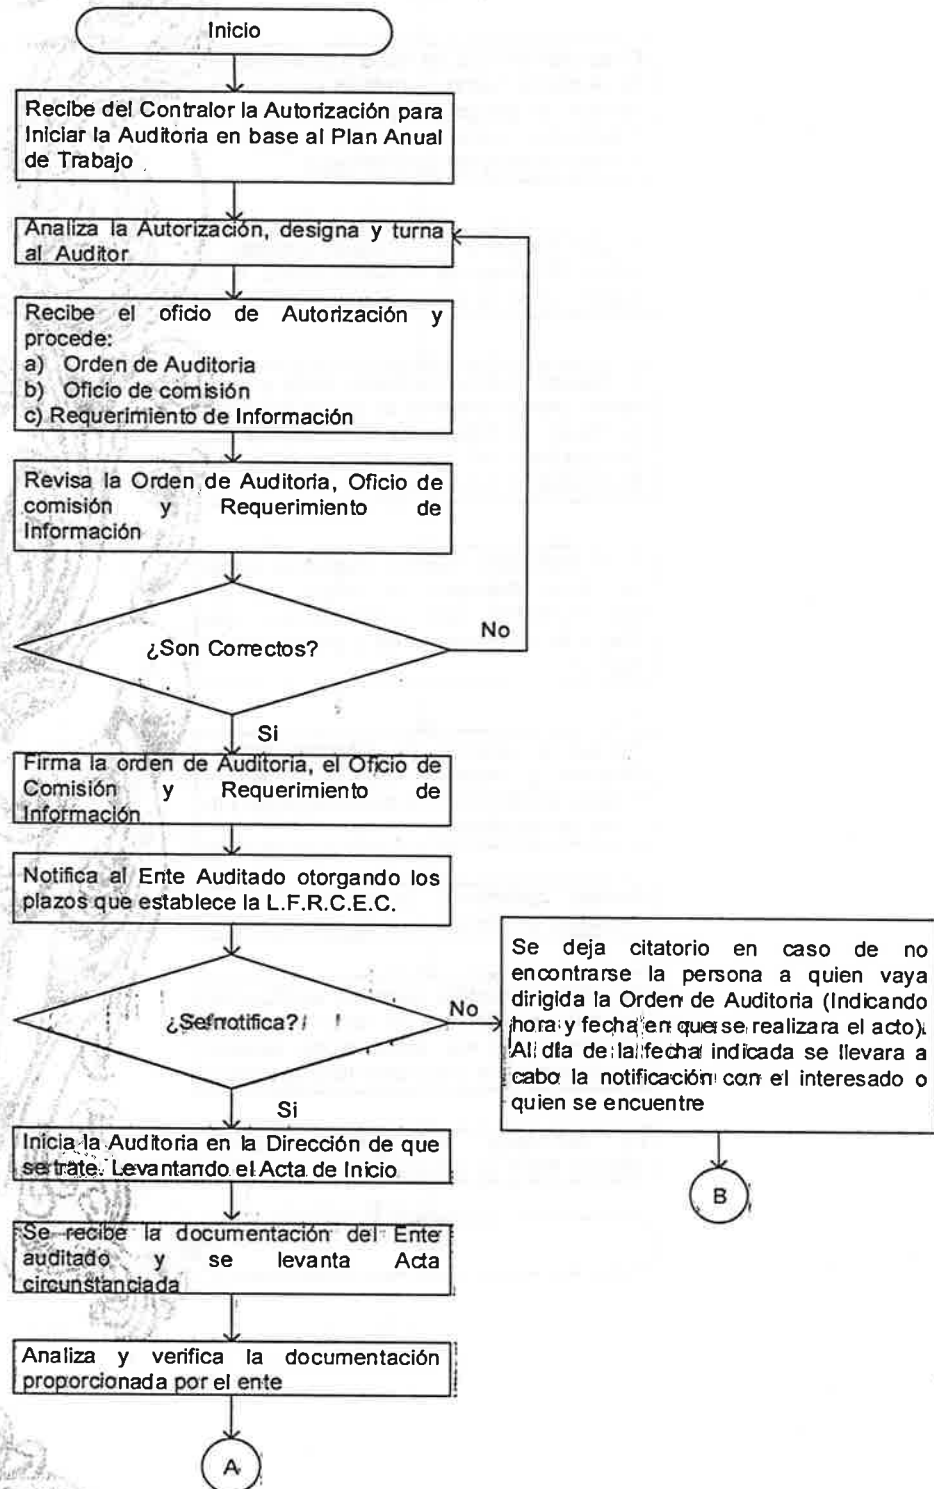 Inicio
Recibe del Contralor la Autorización para
Iniciar la Auditoria en base al Plan Anual
de Trabajo
Analiza la Autorización, designa y turna
al Auditor
Recibe el oficio de Autorización y
procede:
a) Orden de Auditoria
b) Oficio de comisión
c) Requerimiento de Información
Revisa la Orden de Auditoria, Oficio de
comisión y Requerimiento de
Información
¿Son Correctos?
No
Si
Firma la orden de Auditoria, el Oficio de
Comisión y Requerimiento de
Información
Notifica al Ente Auditado otorgando los
plazos que establece la L.F.R.C.E.C.
¿Se notifica?
No
Se deja citatorio en caso de no
encontrarse la persona a quien vaya
dirigida la Orden de Auditoria (Indicando
hora y fecha en que se realizara el acto).
Al día de la fecha indicada se llevara a
cabo la notificación con el interesado o
quien se encuentre
B
Si
Inicia la Auditoria en la Dirección de que
se trate. Levantando el Acta de Inicio
Se recibe la documentación del Ente
auditado y se levanta Acta
circunstanciada
Analiza y verifica la documentación
proporcionada por el ente
A